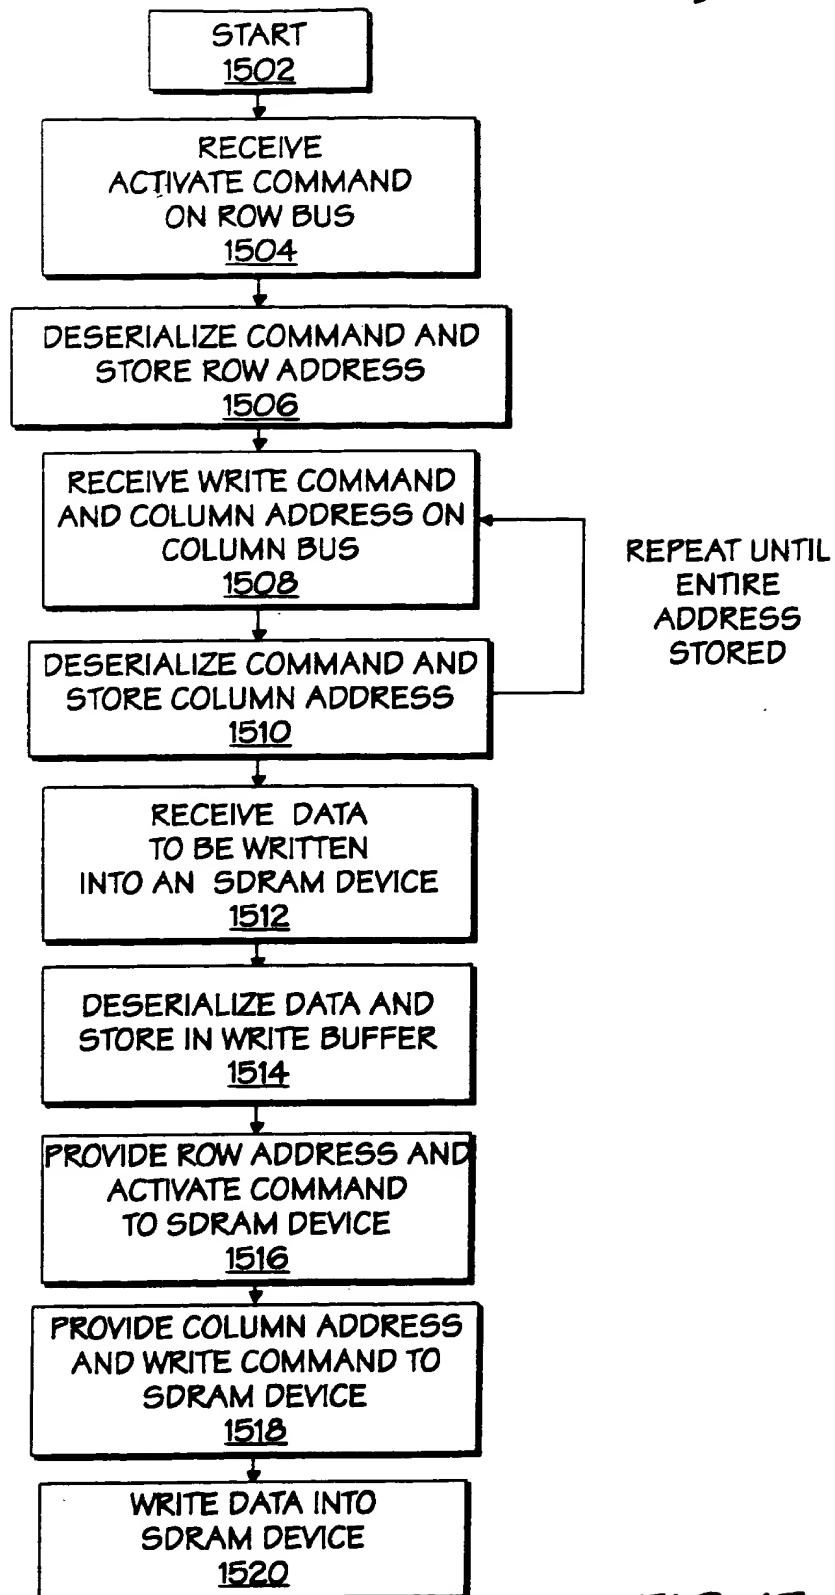 START
1502
RECEIVE
ACTIVATE COMMAND
ON ROW BUS
1504
DESERIALIZE COMMAND AND
STORE ROW ADDRESS
1506
RECEIVE WRITE COMMAND
AND COLUMN ADDRESS ON
COLUMN BUS
1508
REPEAT UNTIL
ENTIRE
ADDRESS
STORED
DESERIALIZE COMMAND AND
STORE COLUMN ADDRESS
1510
RECEIVE DATA
TO BE WRITTEN
INTO AN SDRAM DEVICE
1512
DESERIALIZE DATA AND
STORE IN WRITE BUFFER
1514
PROVIDE ROW ADDRESS AND
ACTIVATE COMMAND
TO SDRAM DEVICE
1516
PROVIDE COLUMN ADDRESS
AND WRITE COMMAND TO
SDRAM DEVICE
1518
WRITE DATA INTO
SDRAM DEVICE
1520